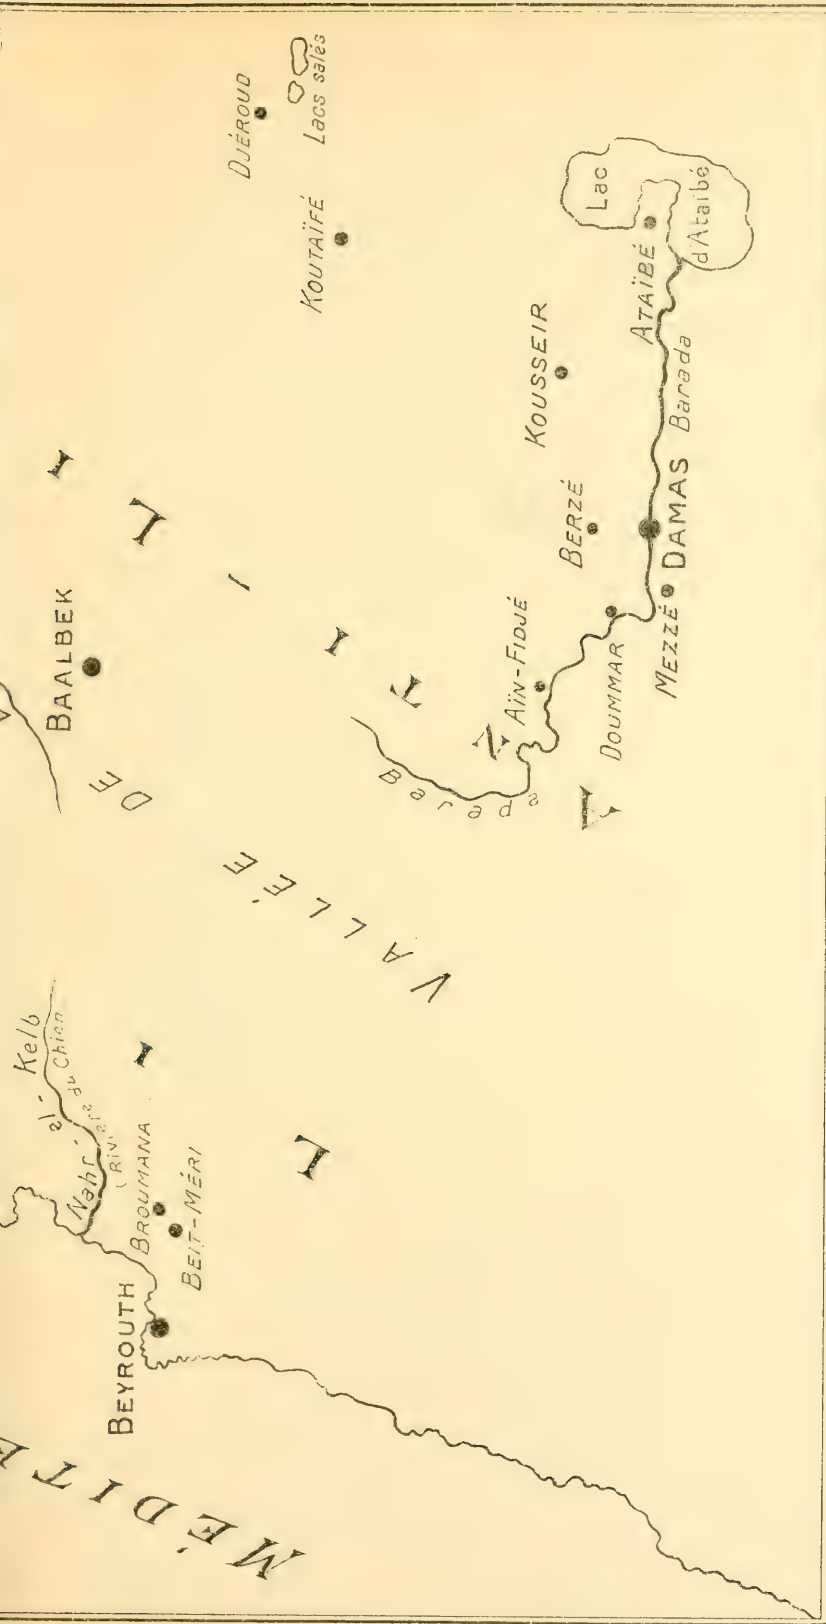 MÉDITE
BEYROUTH
BROUMANA
BEIT-MÉRI
Nahr-el-Kelb
(Rivière du Chien
L I
VALLÉE DE
BAALBEK
A N T I L I
Barada
AÏN-FIDJÉ
DOUMMAR
MEZZÉ
DAMAS
Barada
BERZÉ
KOUSSEIR
ATAÏBÉ
Lac
d'Ataïbé
KOUTAÏFÉ
DJÉROUD
Lacs salés